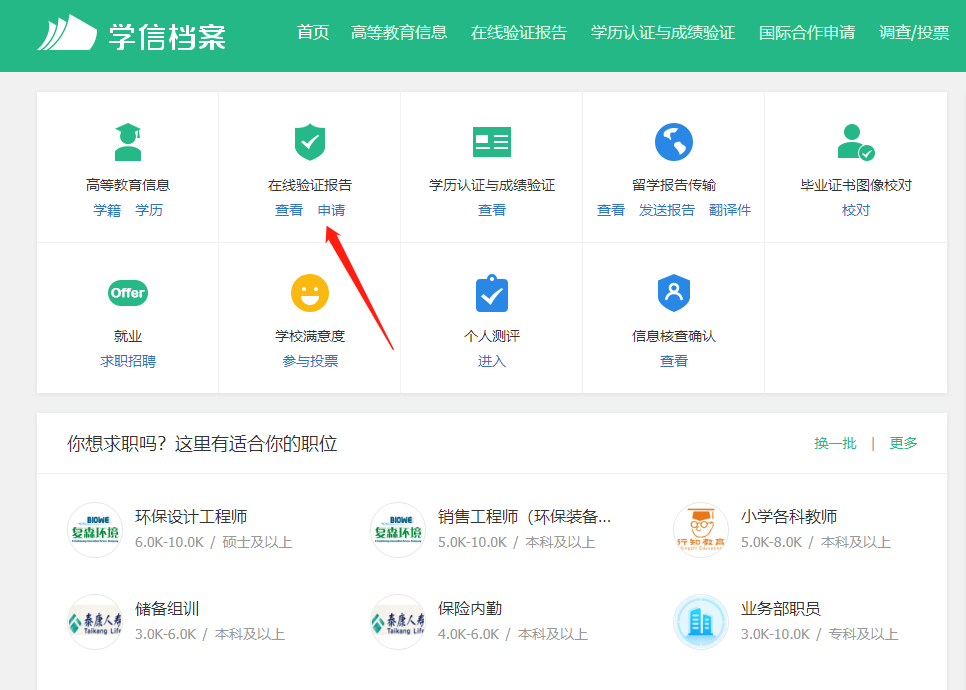 学信档案
首页 高等教育信息 在线验证报告 学历认证与成绩验证 国际合作申请 调查/投票
高等教育信息
学籍 学历
在线验证报告
查看 申请
学历认证与成绩验证
查看
留学报告传输
查看 发送报告 翻译件
毕业证书图像校对
校对
Offer
就业
求职招聘
学校满意度
参与投票
个人测评
进入
信息核查确认
查看
你想求职吗？这里有适合你的职位
换一批 | 更多
BIOWE
复森环境
环保设计工程师
6.0K-10.0K / 硕士及以上
BIOWE
复森环境
销售工程师（环保装备...
5.0K-10.0K / 本科及以上
行知教育
小学各科教师
5.0K-8.0K / 本科及以上
泰康人寿
Taikang Life
储备组训
3.0K-6.0K / 本科及以上
泰康人寿
Taikang Life
保险内勤
4.0K-6.0K / 本科及以上
业务部职员
3.0K-10.0K / 专科及以上